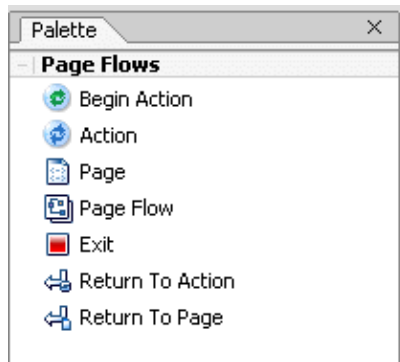 Palette
Page Flows
Begin Action
Action
Page
Page Flow
Exit
Return To Action
Return To Page